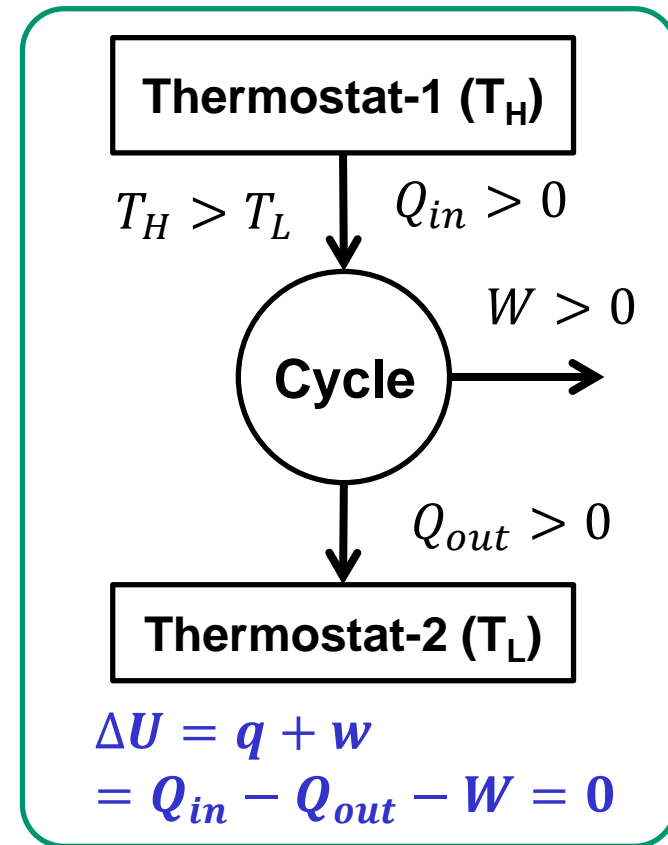 Thermostat-1 (T_H)
T_H > T_L
Q_in > 0
W > 0
Cycle
Q_out > 0
Thermostat-2 (T_L)
ΔU = q + w
= Q_in − Q_out − W = 0